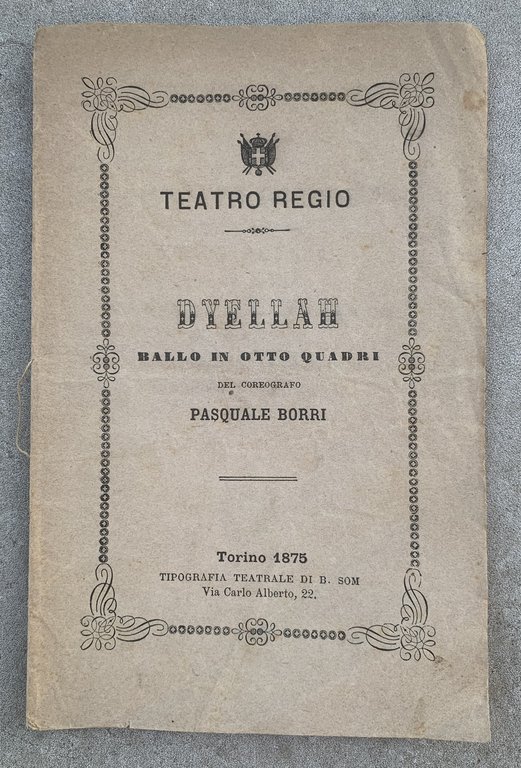 TEATRO REGIO
DYELLAH
BALLO IN OTTO QUADRI
DEL COREOGRAFO
PASQUALE BORRI
Torino 1875
TIPOGRAFIA TEATRALE DI B. SOM
Via Carlo Alberto, 22.